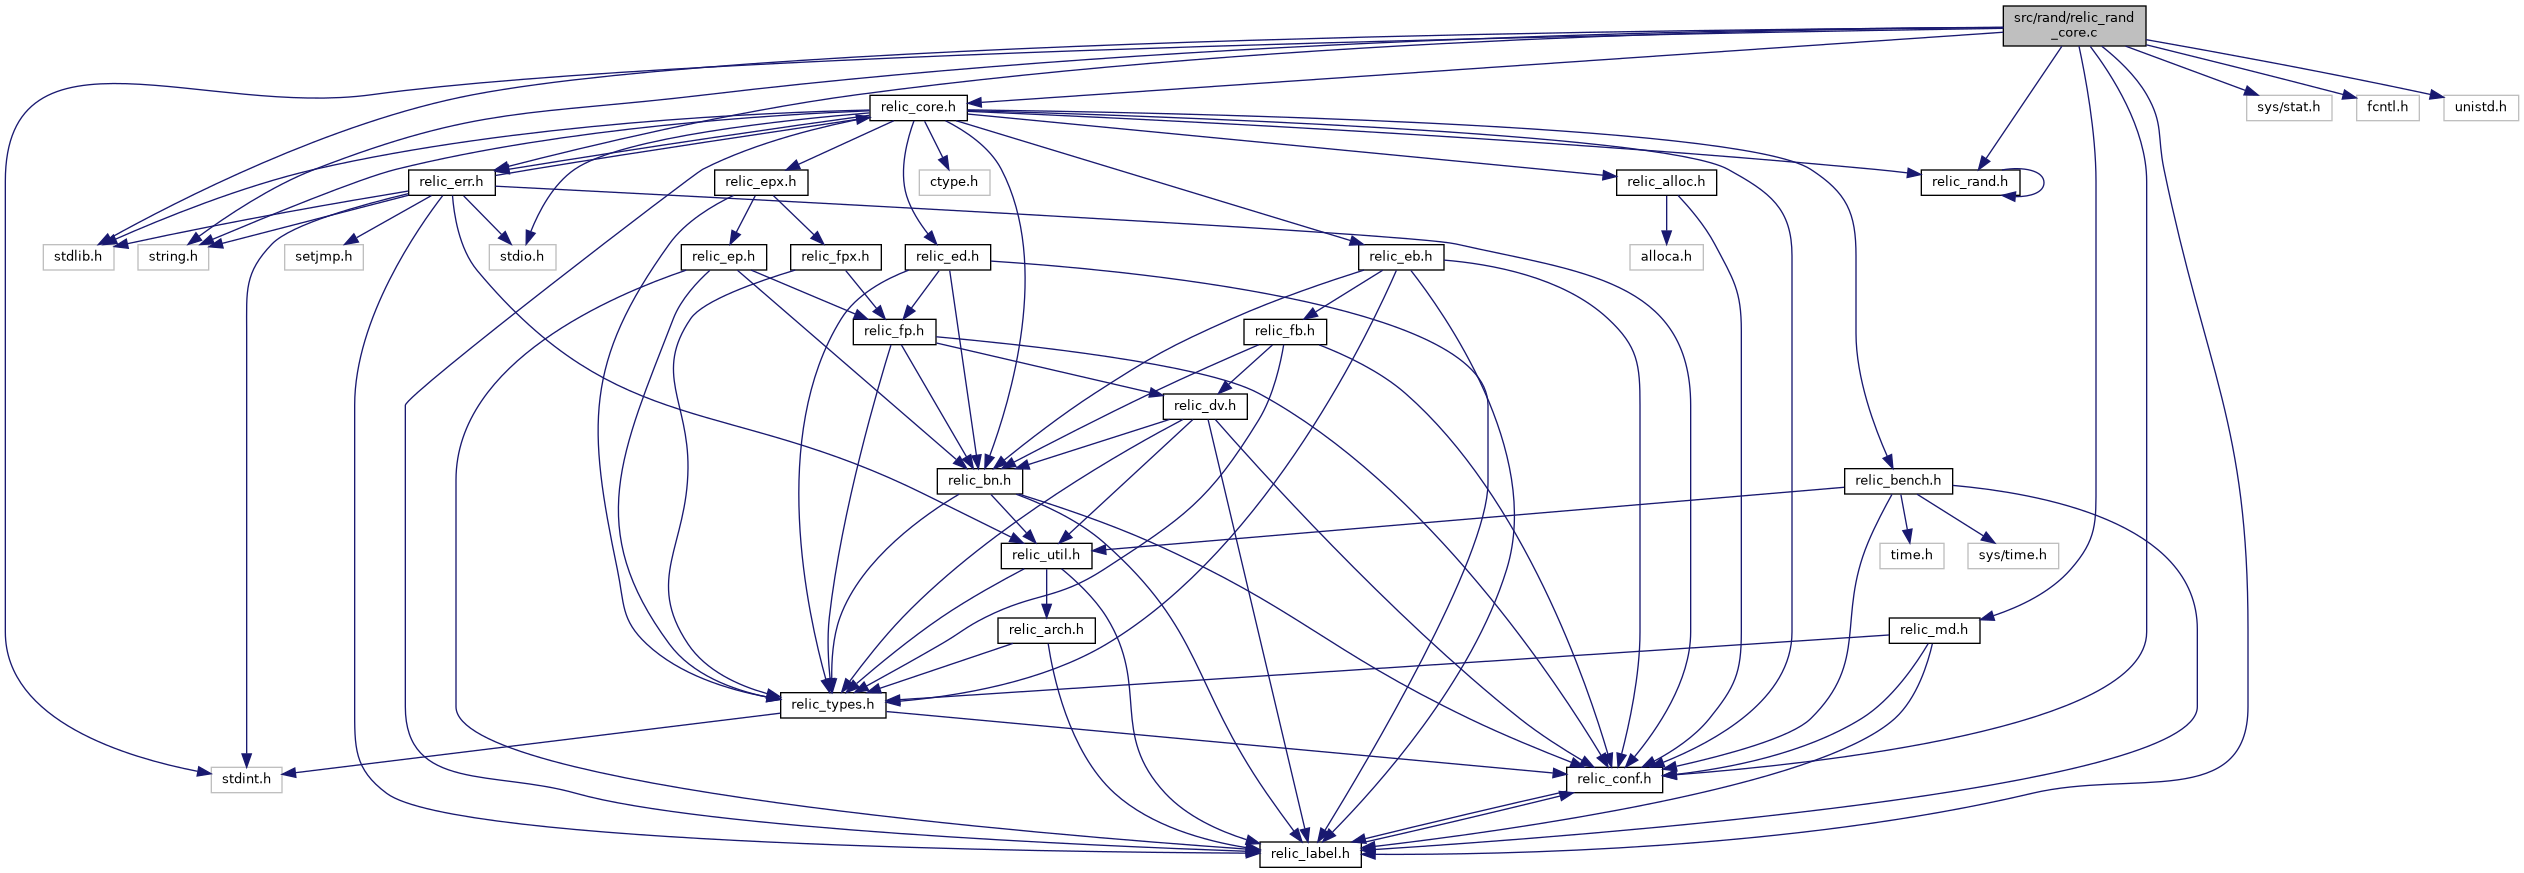 src/rand/relic_rand
_core.c
relic_core.h
sys/stat.h
fcntl.h
unistd.h
relic_err.h
relic_epx.h
ctype.h
relic_alloc.h
relic_rand.h
stdlib.h
string.h
setjmp.h
stdio.h
relic_ep.h
relic_fpx.h
relic_ed.h
relic_eb.h
alloca.h
relic_fp.h
relic_fb.h
relic_dv.h
relic_bn.h
relic_bench.h
relic_util.h
time.h
sys/time.h
relic_arch.h
relic_md.h
relic_types.h
stdint.h
relic_conf.h
relic_label.h